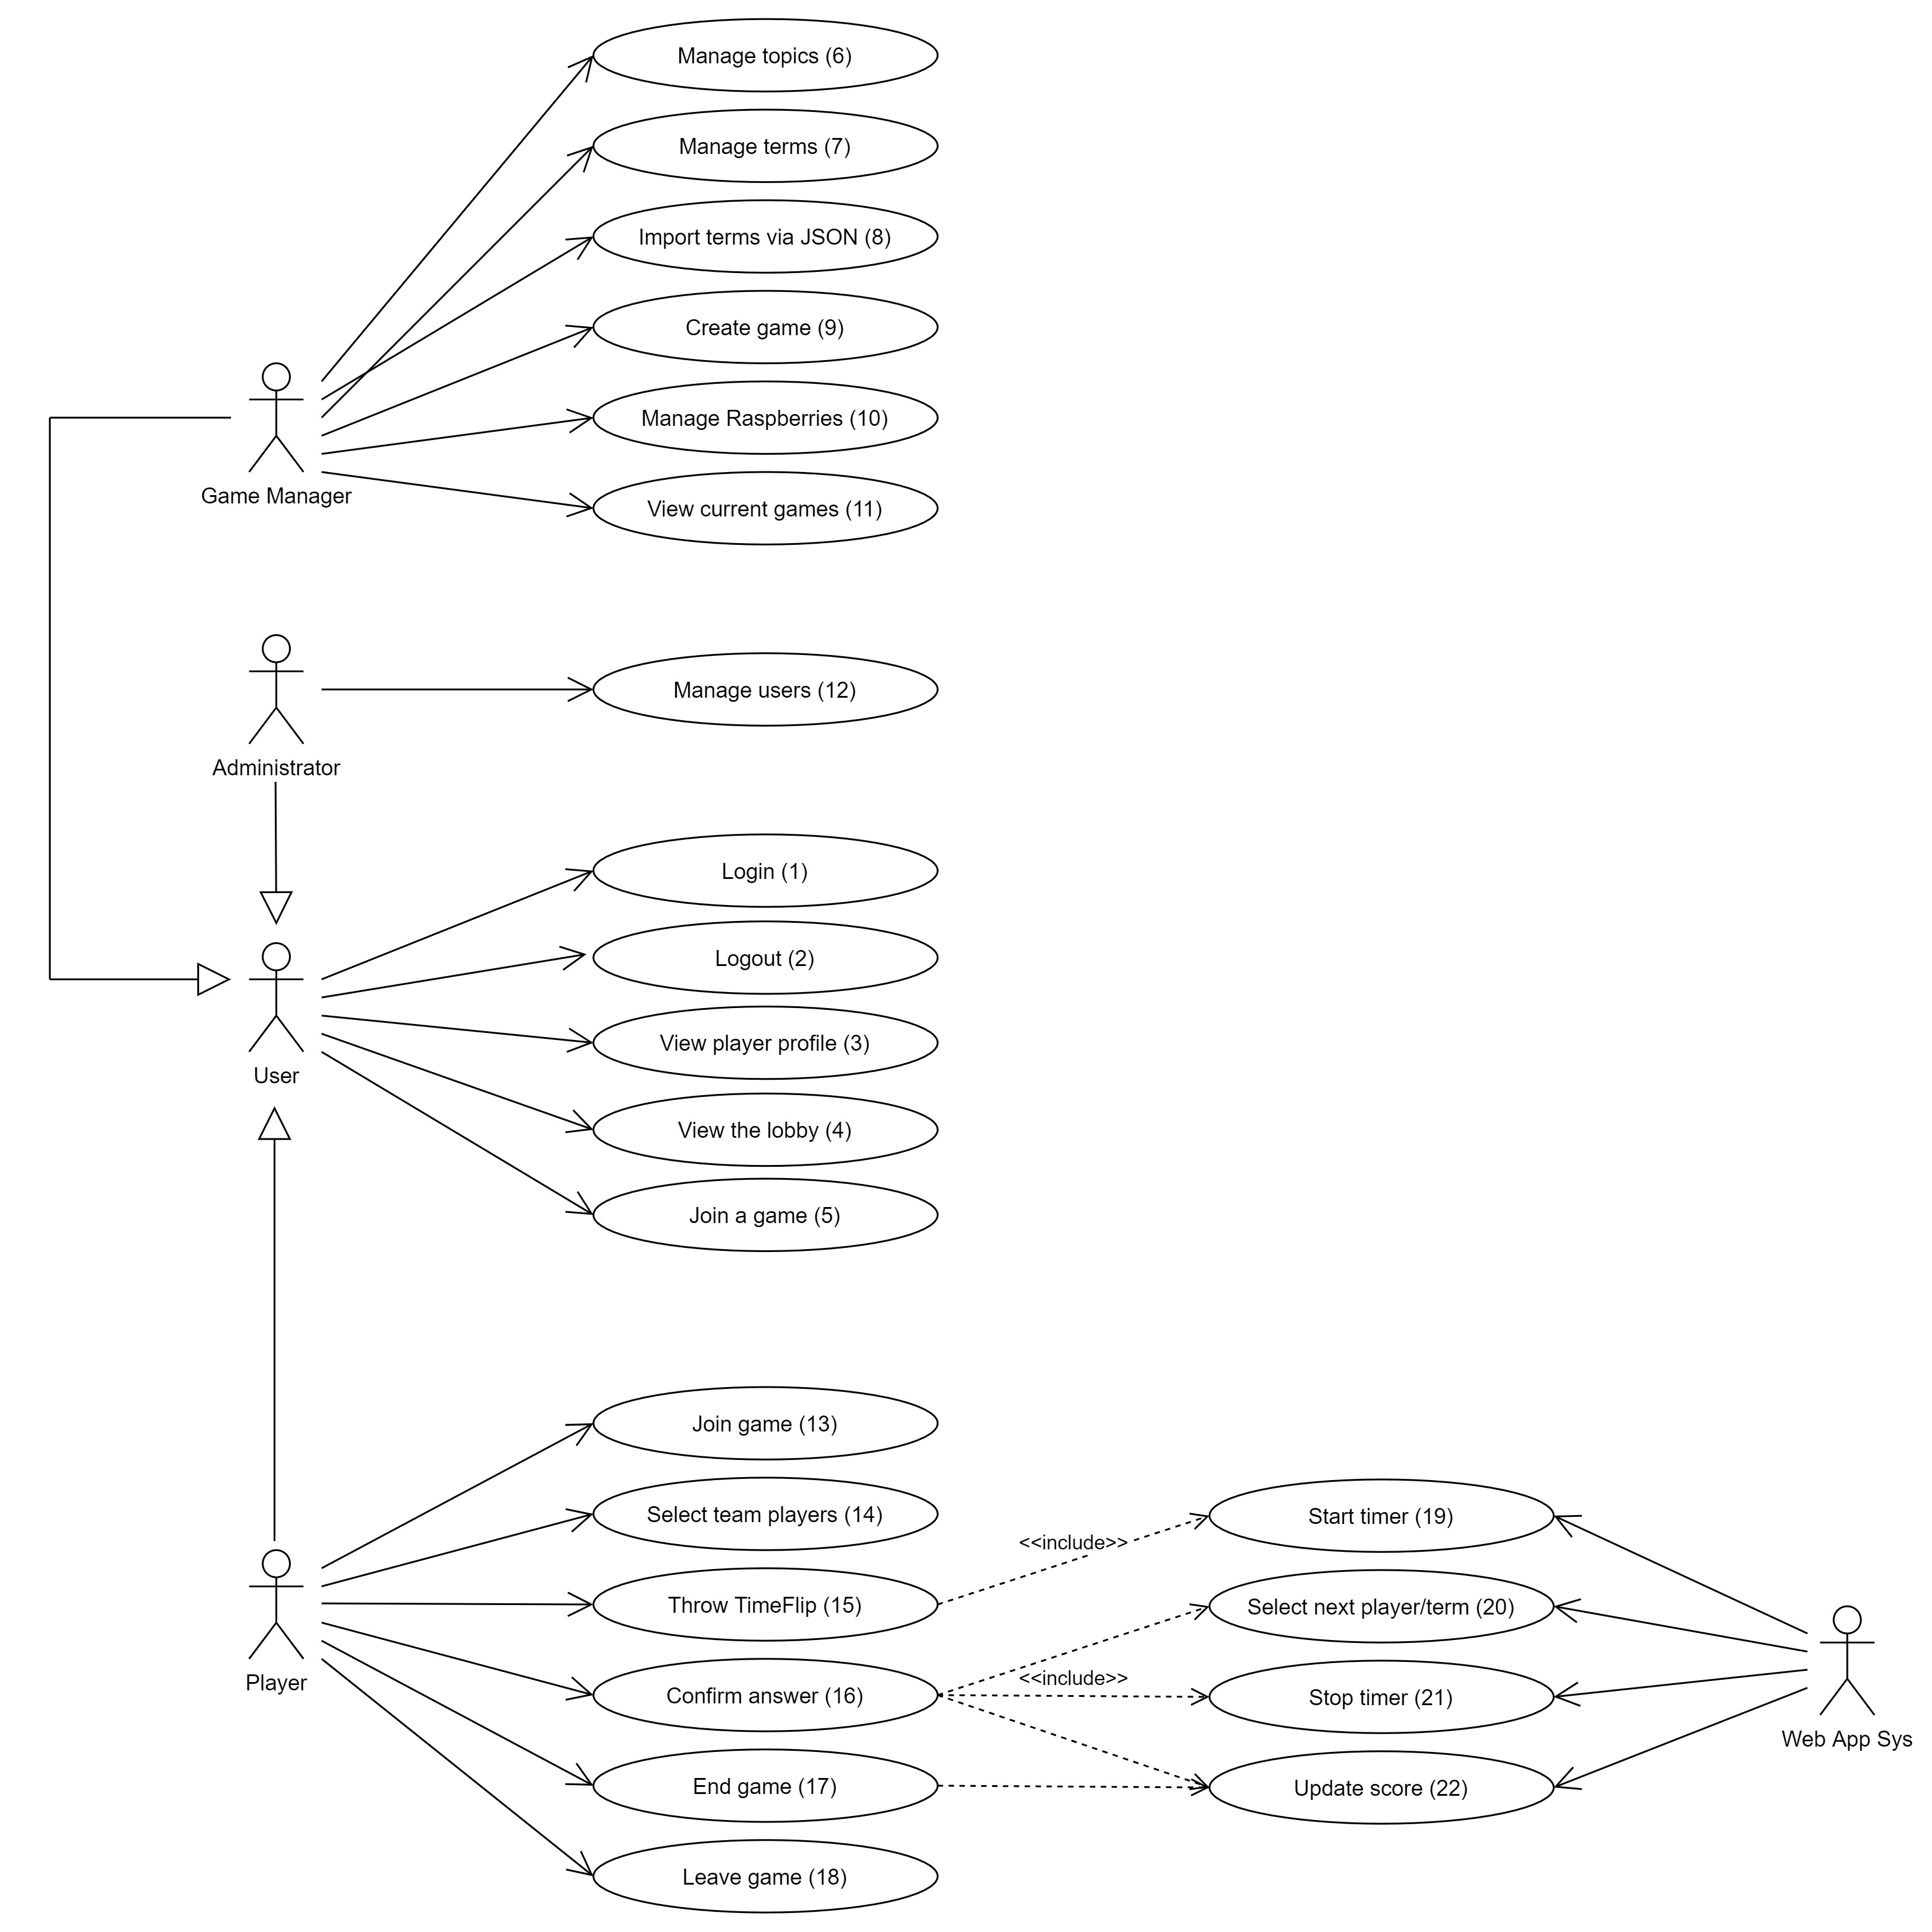 Manage topics (6)
Manage terms (7)
Import terms via JSON (8)
Create game (9)
Manage Raspberries (10)
Game Manager
View current games (11)
Manage users (12)
Administrator
Login (1)
Logout (2)
View player profile (3)
User
View the lobby (4)
Join a game (5)
Join game (13)
Select team players (14)
Start timer (19)
<<include>>
Throw TimeFlip (15)
Select next player/term (20)
<<include>>
Player
Confirm answer (16)
Stop timer (21)
Web App Sys
End game (17)
Update score (22)
Leave game (18)